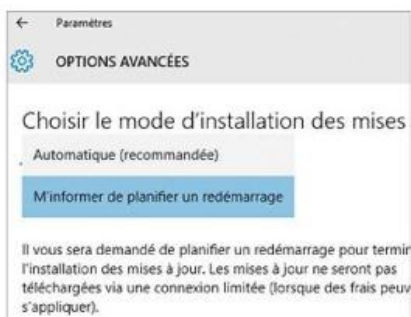 Paramètres
OPTIONS AVANCÉES
Choisir le mode d'installation des mises
Automatique (recommandée)
M'informer de planifier un redémarrage
Il vous sera demandé de planifier un redémarrage pour termin
l'installation des mises à jour. Les mises à jour ne seront pas
téléchargées via une connexion limitée (lorsque des frais peuv
s'appliquer).